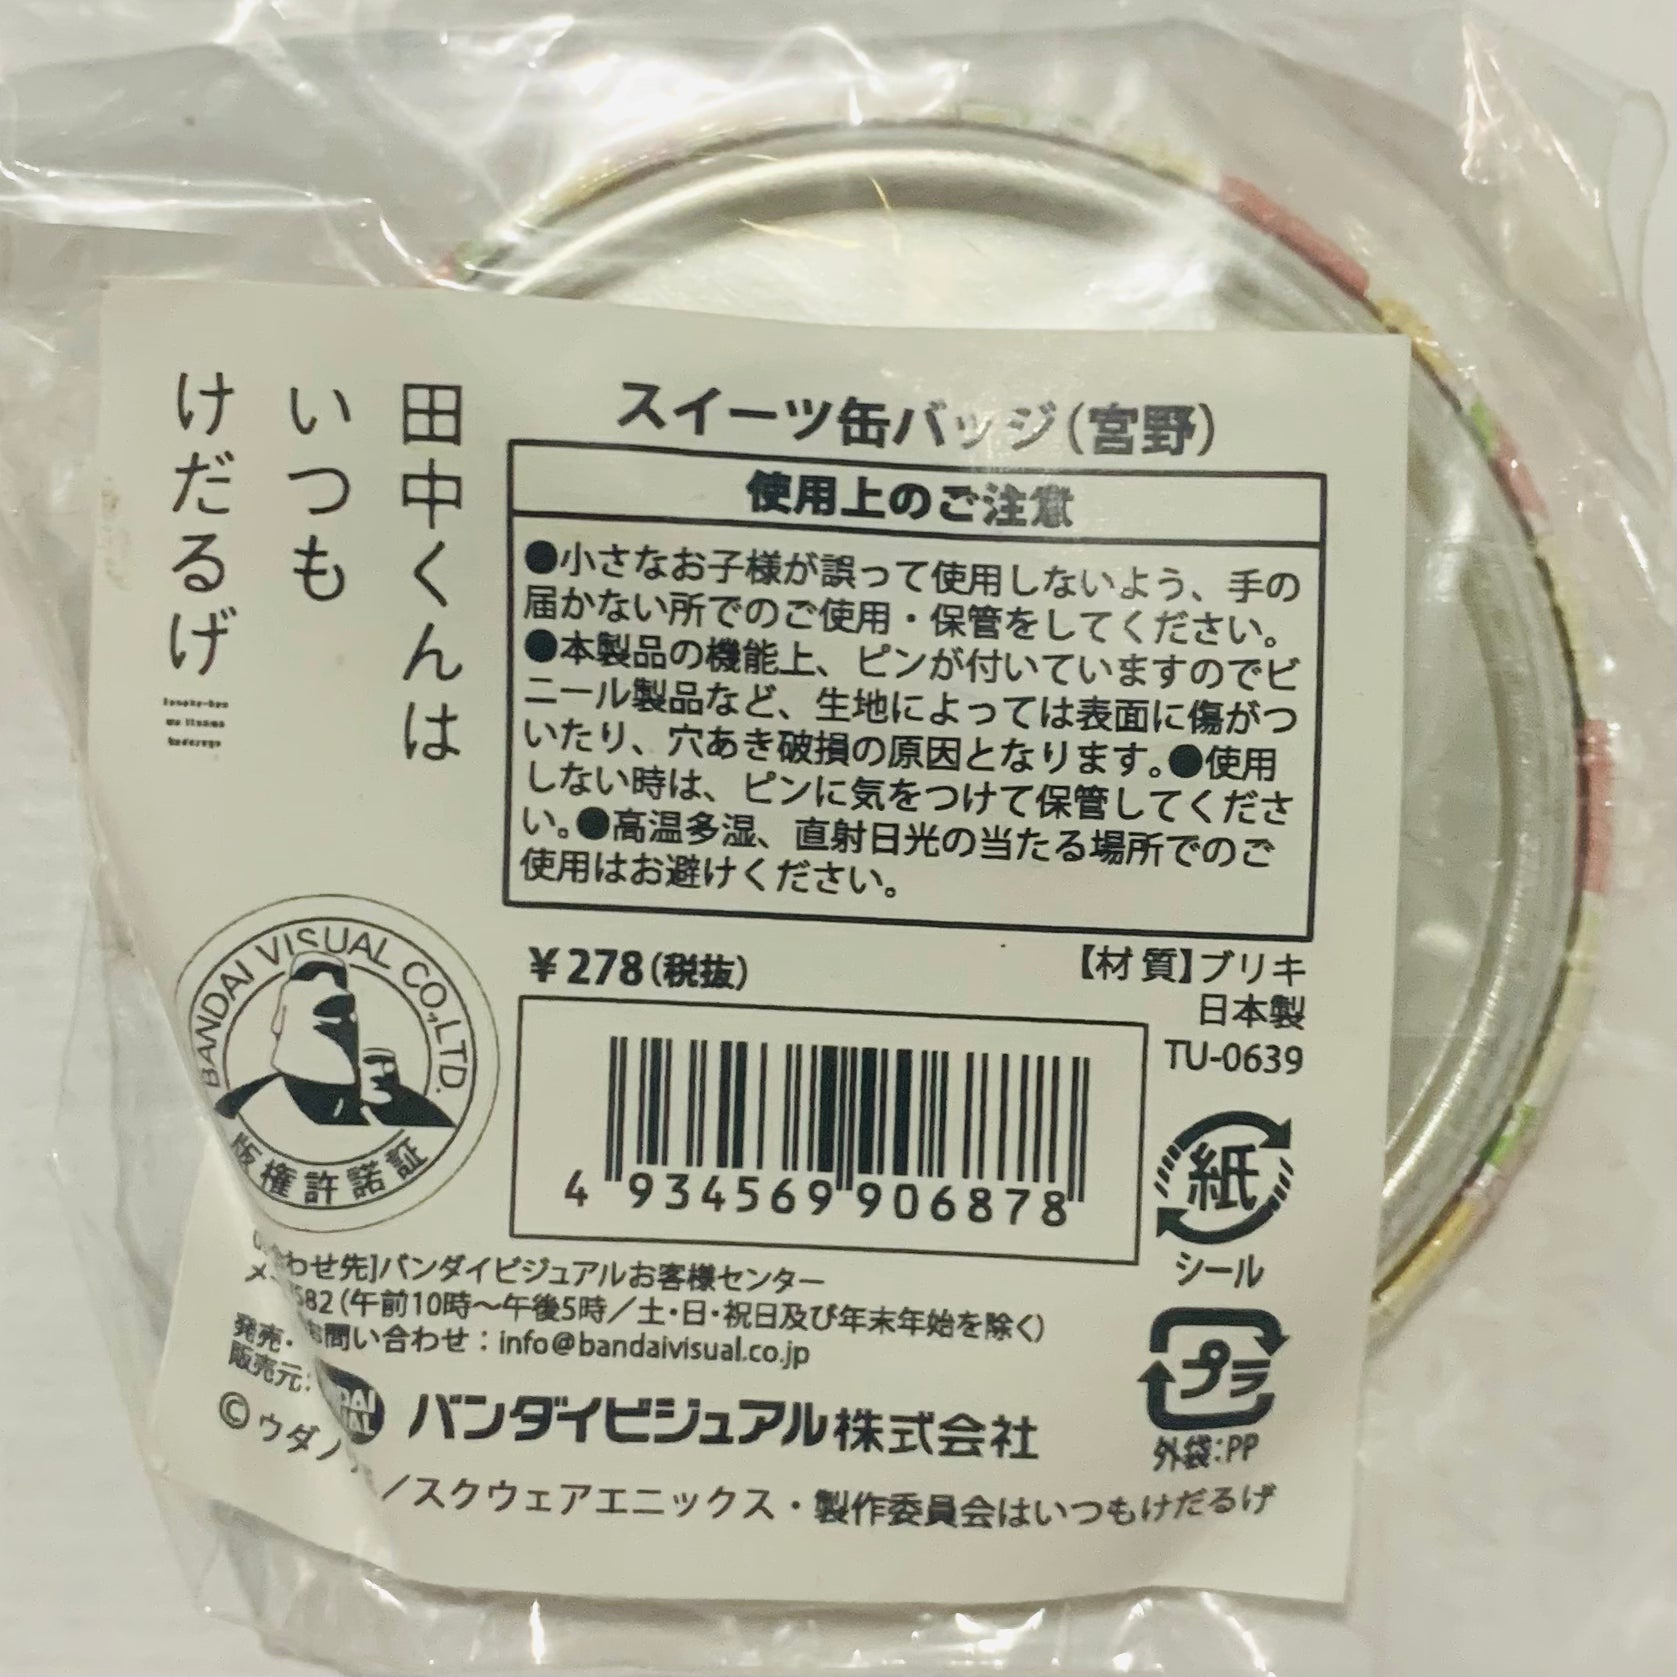 田中くんは
いつも
けだるげ
スイーツ缶バッジ(宮野)
使用上のご注意
●小さなお子様が誤って使用しないよう、手の
届かない所でのご使用・保管をしてください。
●本製品の機能上、ピンが付いていますのでビ
ニール製品など、生地によっては表面に傷がつ
いたり、穴あき破損の原因となります。●使用
しない時は、ピンに気をつけて保管してくださ
い。●高温多湿、直射日光の当たる場所でのご
使用はお避けください。
¥278(税抜)
【材質】ブリキ
日本製
TU-0639
4 934569 906878
BANDAI VISUAL CO.,LTD.
版権許諾証
紙
シール
プラ
外袋:PP
合わせ先]バンダイビジュアルお客様センター
582(午前10時〜午後5時/土・日・祝日及び年末年始を除く)
メ
お問い合わせ:info@bandaivisual.co.jp
発売・
販売元:
バンダイビジュアル株式会社
©ウダノ
/スクウェアエニックス・製作委員会はいつもけだるげ